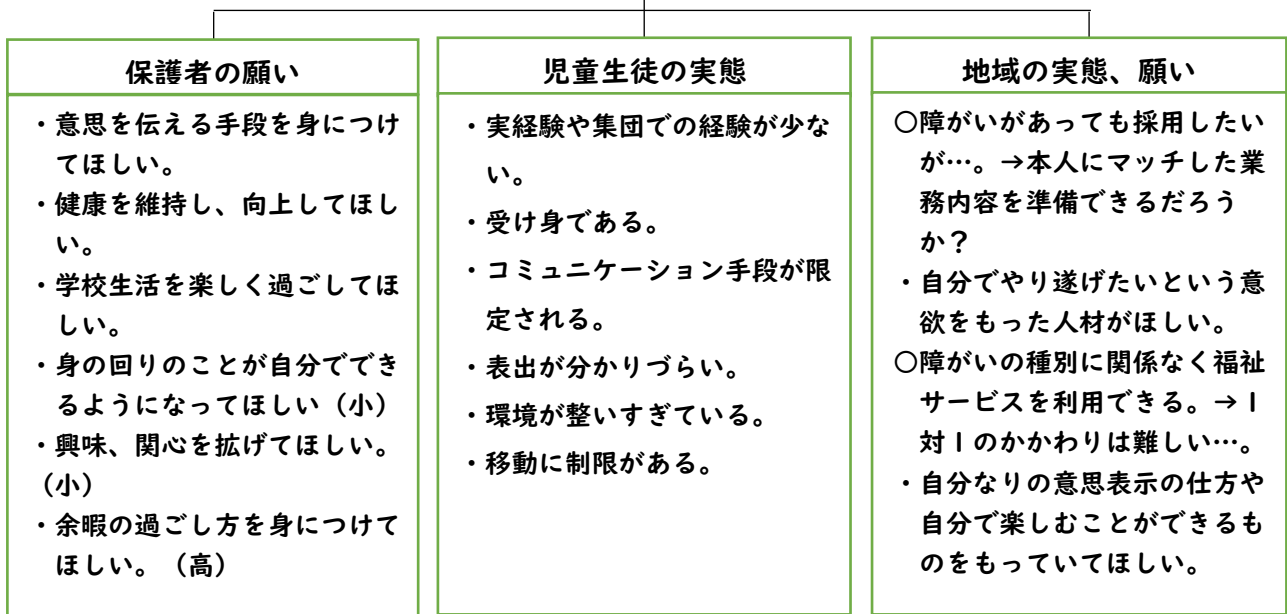 保護者の願い
・意思を伝える手段を身につけ
てほしい。
・健康を維持し、向上してほし
い。
・学校生活を楽しく過ごしてほ
しい。
・身の回りのことが自分ででき
るようになってほしい（小）
・興味、関心を拡げてほしい。
（小）
・余暇の過ごし方を身につけて
ほしい。（高）
児童生徒の実態
・実経験や集団での経験が少な
い。
・受け身である。
・コミュニケーション手段が限
定される。
・表出が分かりづらい。
・環境が整いすぎている。
・移動に制限がある。
地域の実態、願い
○障がいがあっても採用したい
が…。→本人にマッチした業
務内容を準備できるだろう
か？
・自分でやり遂げたいという意
欲をもった人材がほしい。
○障がいの種別に関係なく福祉
サービスを利用できる。→１
対１のかかわりは難しい…。
・自分なりの意思表示の仕方や
自分で楽しむことができるも
のをもっていてほしい。